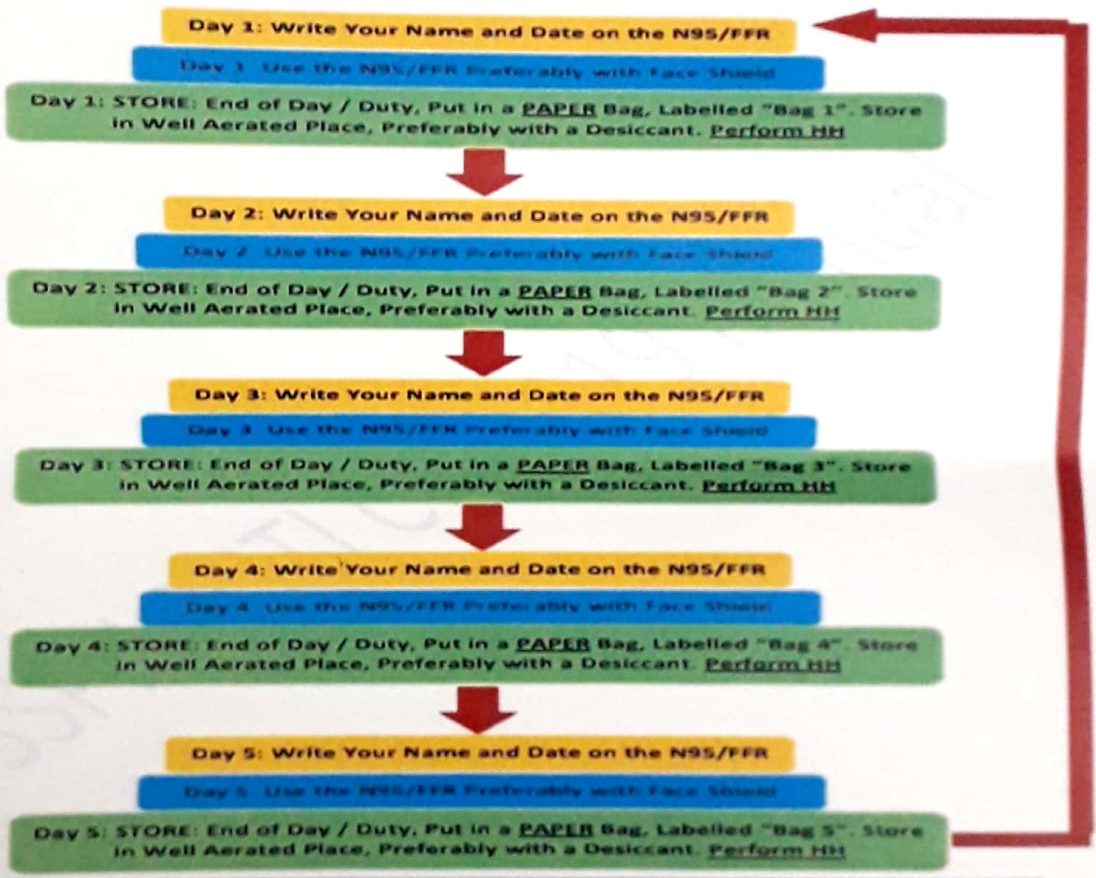 Day 1: Write Your Name and Date on the N95/FFR
Day 1 Use the N95/FFR Preferably with Face Shield
Day 1: STORE: End of Day / Duty, Put in a PAPER Bag, Labelled "Bag 1". Store
in Well Aerated Place, Preferably with a Desiccant. Perform HH
Day 2: Write Your Name and Date on the N95/FFR
Day 2 Use the N95/FFR Preferably with Face Shield
Day 2: STORE: End of Day / Duty, Put in a PAPER Bag, Labelled "Bag 2". Store
in Well Aerated Place, Preferably with a Desiccant. Perform HH
Day 3: Write Your Name and Date on the N95/FFR
Day 3 Use the N95/FFR Preferably with Face Shield
Day 3: STORE: End of Day / Duty, Put in a PAPER Bag, Labelled "Bag 3". Store
in Well Aerated Place, Preferably with a Desiccant. Perform HH
Day 4: Write Your Name and Date on the N95/FFR
Day 4 Use the N95/FFR Preferably with Face Shield
Day 4: STORE: End of Day / Duty, Put in a PAPER Bag, Labelled "Bag 4". Store
in Well Aerated Place, Preferably with a Desiccant. Perform HH
Day 5: Write Your Name and Date on the N95/FFR
Day 5 Use the N95/FFR Preferably with Face Shield
Day 5: STORE: End of Day / Duty, Put in a PAPER Bag, Labelled "Bag 5". Store
in Well Aerated Place, Preferably with a Desiccant. Perform HH